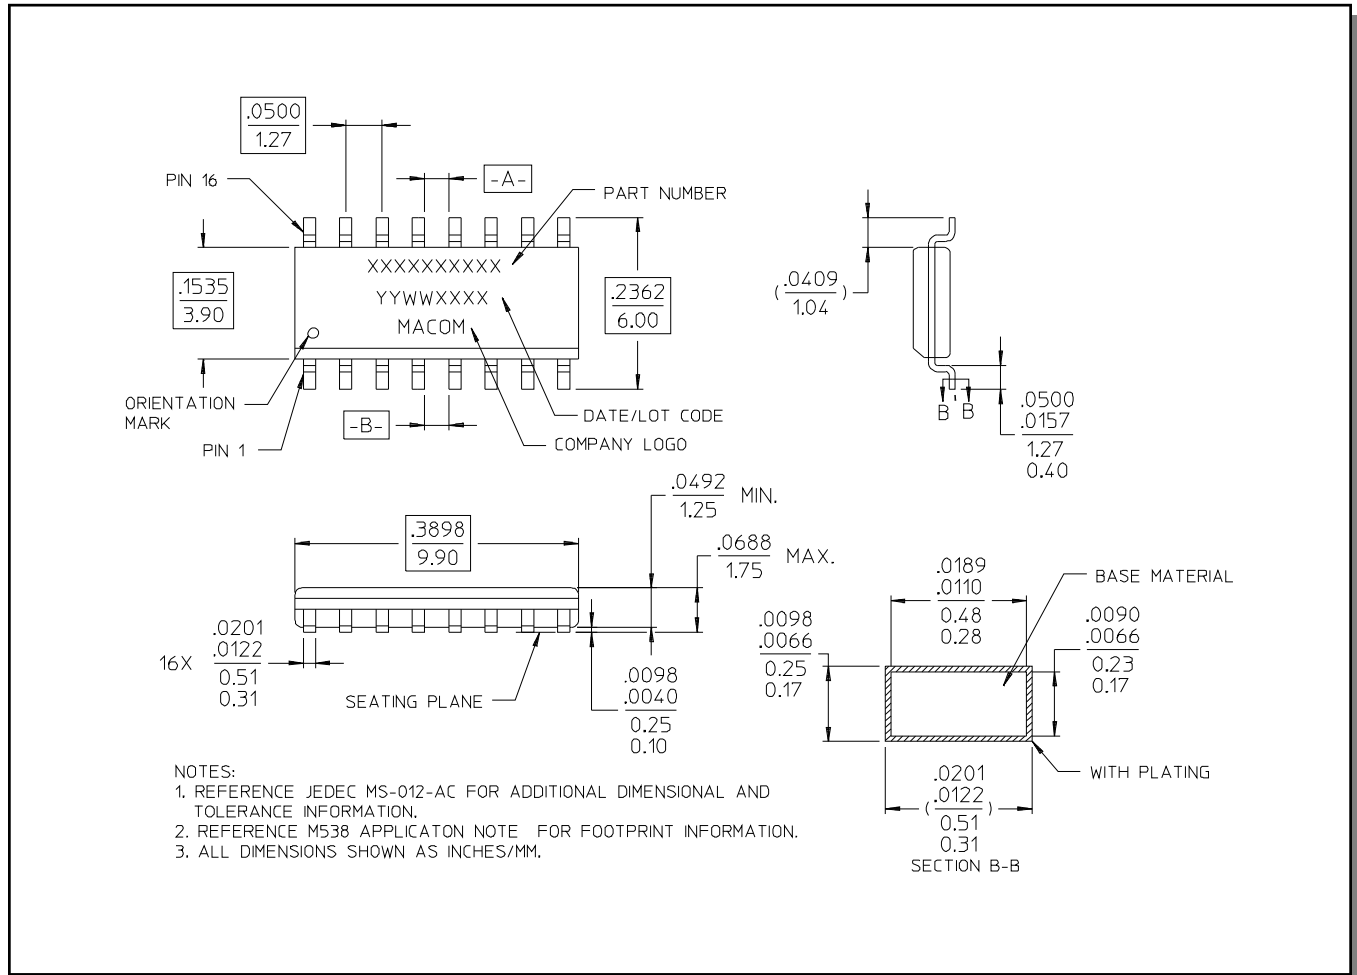 .0500
1.27
PIN 16
-A-
PART NUMBER
XXXXXXXXXX
YYWWXXXX
MACOM
.1535
3.90
.2362
6.00
ORIENTATION
MARK
PIN 1
-B-
DATE/LOT CODE
COMPANY LOGO
( .0409 )
1.04
B B
.0500
.0157
1.27
0.40
.0492 MIN.
1.25
.3898
9.90
.0688 MAX.
1.75
16X
.0201
.0122
0.51
0.31
SEATING PLANE
.0098
.0040
0.25
0.10
.0189
.0110
0.48
0.28
BASE MATERIAL
.0098
.0066
0.25
0.17
.0090
.0066
0.23
0.17
WITH PLATING
.0201
( .0122 )
0.51
0.31
SECTION B-B
NOTES:
1. REFERENCE JEDEC MS-012-AC FOR ADDITIONAL DIMENSIONAL AND
TOLERANCE INFORMATION.
2. REFERENCE M538 APPLICATON NOTE FOR FOOTPRINT INFORMATION.
3. ALL DIMENSIONS SHOWN AS INCHES/MM.